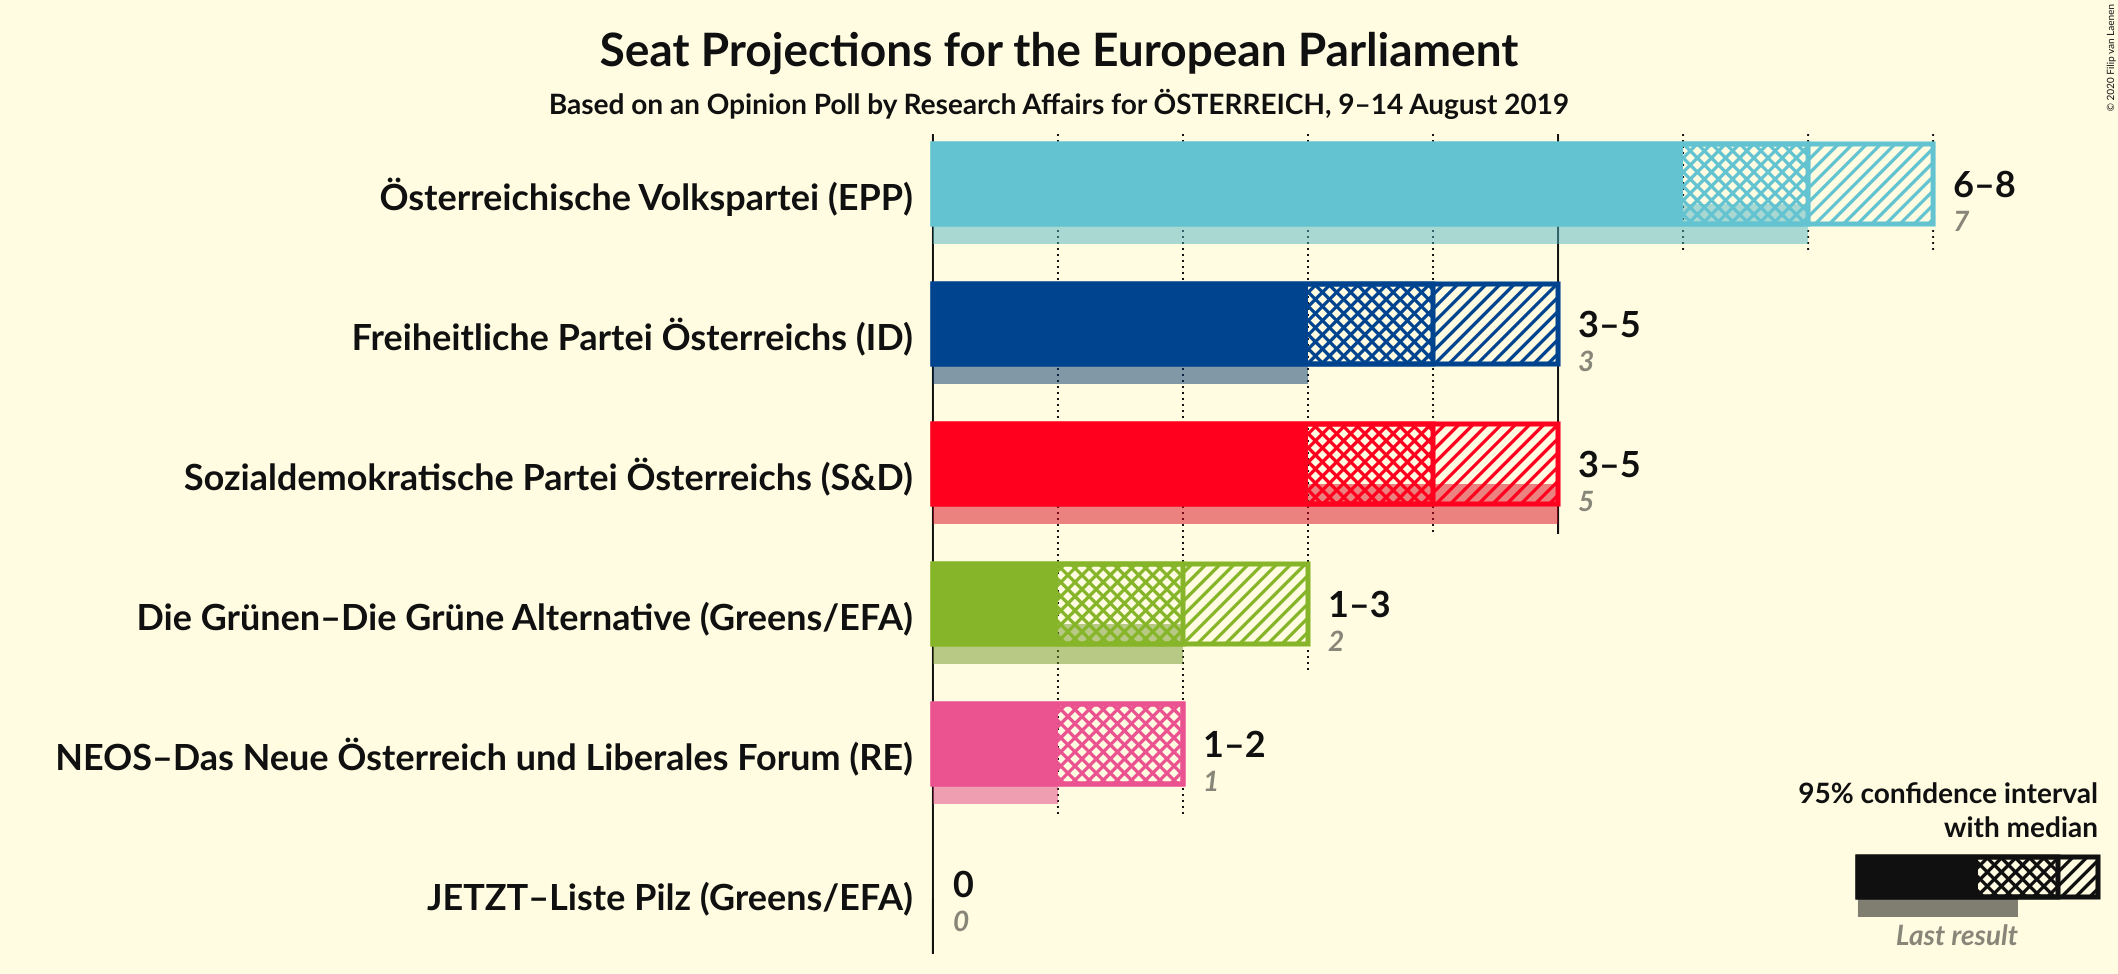 Seat Projections for the European Parliament
Based on an Opinion Poll by Research Affairs for ÖSTERREICH, 9–14 August 2019
© 2020 Filip van Laenen
Österreichische Volkspartei (EPP)
6–8
7
Freiheitliche Partei Österreichs (ID)
3–5
3
Sozialdemokratische Partei Österreichs (S&D)
3–5
5
Die Grünen–Die Grüne Alternative (Greens/EFA)
1–3
2
NEOS–Das Neue Österreich und Liberales Forum (RE)
1–2
1
JETZT–Liste Pilz (Greens/EFA)
0
0
95% confidence interval
with median
Last result